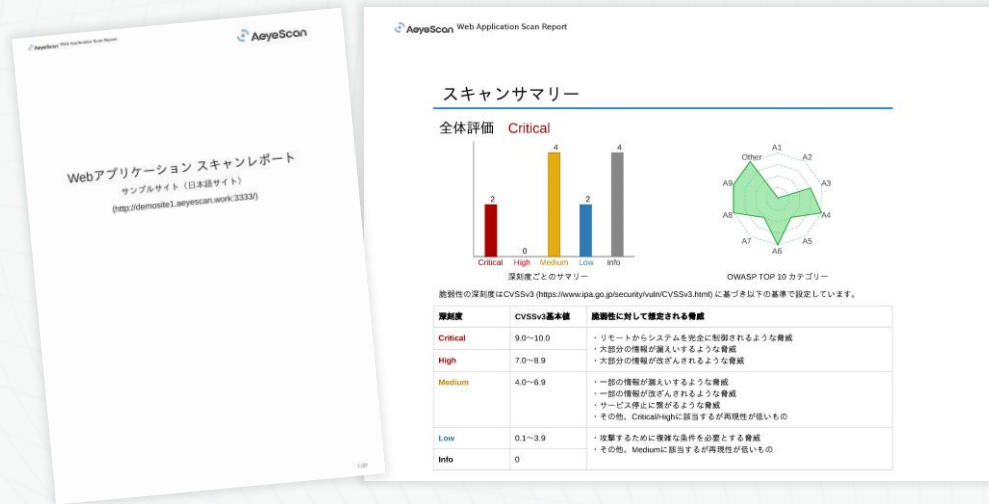 AeyeScan Web Application Scan Report
AeyeScan
Webアプリケーション スキャンレポート
サンプルサイト（日本語サイト）
(http://demosite1.aeyescan.work:3333/)
AeyeScan Web Application Scan Report
スキャンサマリー
全体評価 Critical
2
0
4
2
4
Critical High Medium Low Info
深刻度ごとのサマリー
A1
A2
A3
A4
A5
A6
A7
A8
A9
Other
OWASP TOP 10 カテゴリー
脆弱性の深刻度はCVSSv3 (https://www.ipa.go.jp/security/vuln/CVSSv3.html) に基づき以下の基準で設定しています。
深刻度 CVSSv3基本値 脆弱性に対して想定される脅威
Critical 9.0～10.0 ・リモートからシステムを完全に制御されるような脅威
・大部分の情報が漏えいするような脅威
High 7.0～8.9 ・大部分の情報が改ざんされるような脅威
Medium 4.0～6.9 ・一部の情報が漏えいするような脅威
・一部の情報が改ざんされるような脅威
・サービス停止に繋がるような脅威
・その他、Critical/Highに該当するが再現性が低いもの
Low 0.1～3.9 ・攻撃するために複雑な条件を必要とする脅威
・その他、Mediumに該当するが再現性が低いもの
Info 0